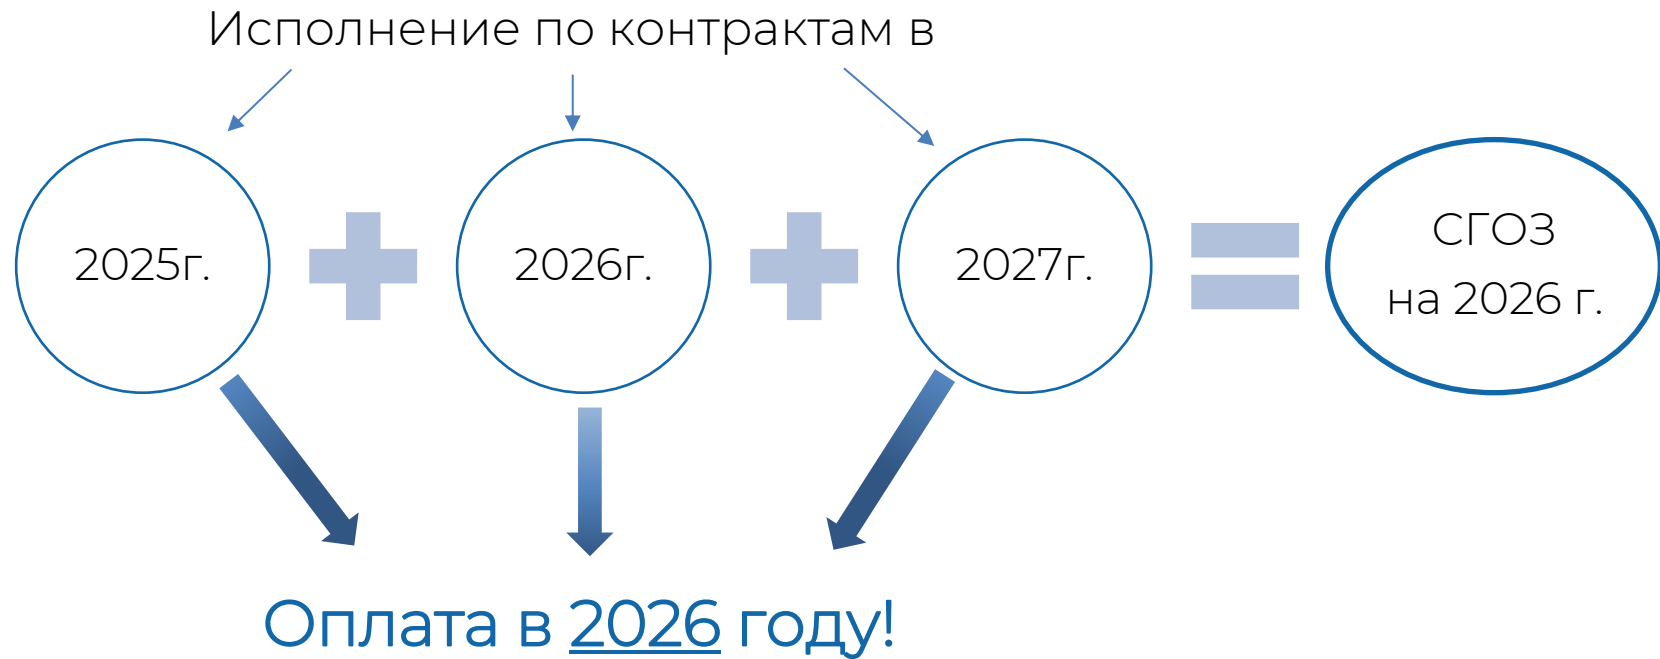 Исполнение по контрактам в
2025г.
2026г.
2027г.
СГОЗ
на 2026 г.
Оплата в 2026 году!